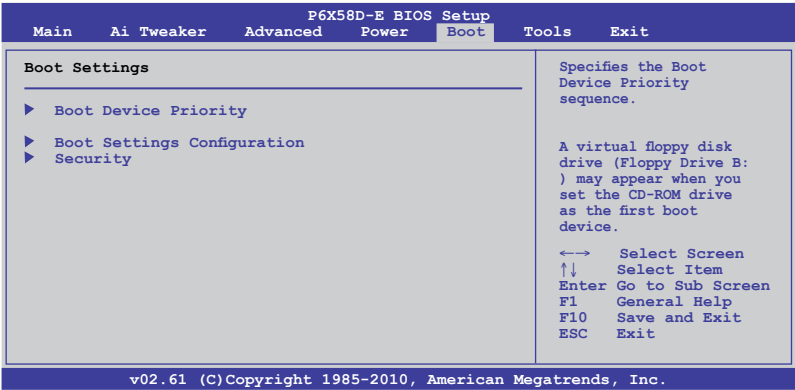 P6X58D-E BIOS Setup
Main Ai Tweaker Advanced Power Boot Tools Exit
Boot Settings
Boot Device Priority
Boot Settings Configuration
Security
Specifies the Boot
Device Priority
sequence.
A virtual floppy disk
drive (Floppy Drive B:
) may appear when you
set the CD-ROM drive
as the first boot
device.
←→ Select Screen
↑↓ Select Item
Enter Go to Sub Screen
F1 General Help
F10 Save and Exit
ESC Exit
v02.61 (C)Copyright 1985-2010, American Megatrends, Inc.